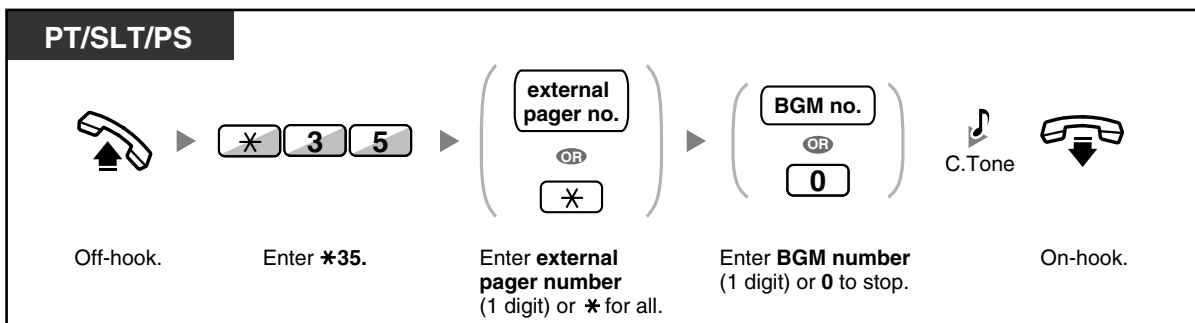 PT/SLT/PS
* 3 5
external
pager no.
OR
*
BGM no.
OR
0
C.Tone
Off-hook.
Enter *35.
Enter external
pager number
(1 digit) or * for all.
Enter BGM number
(1 digit) or 0 to stop.
On-hook.